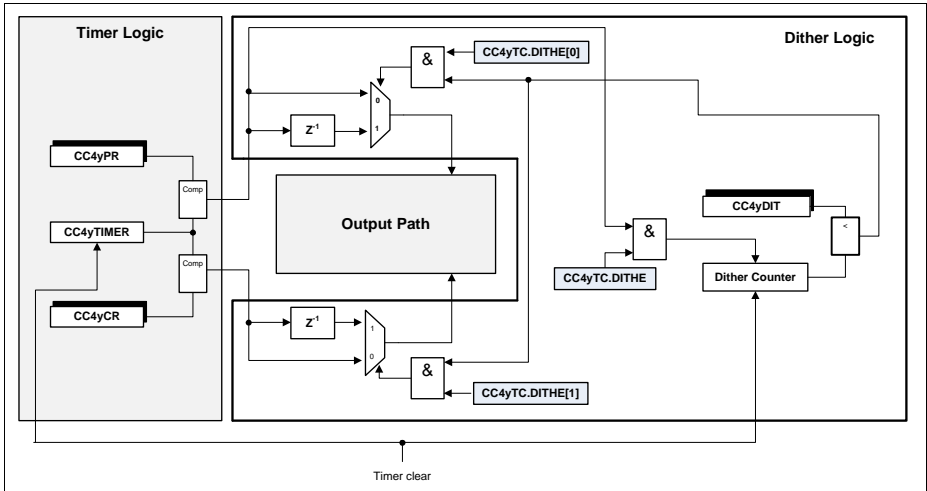 Timer Logic
Dither Logic
CC4yTC.DITHE[0]
&
0
1
Z-1
CC4yPR
Comp
CC4yTIMER
Comp
CC4yCR
Output Path
CC4yDIT
<
&
CC4yTC.DITHE
Dither Counter
Z-1
1
0
&
CC4yTC.DITHE[1]
Timer clear